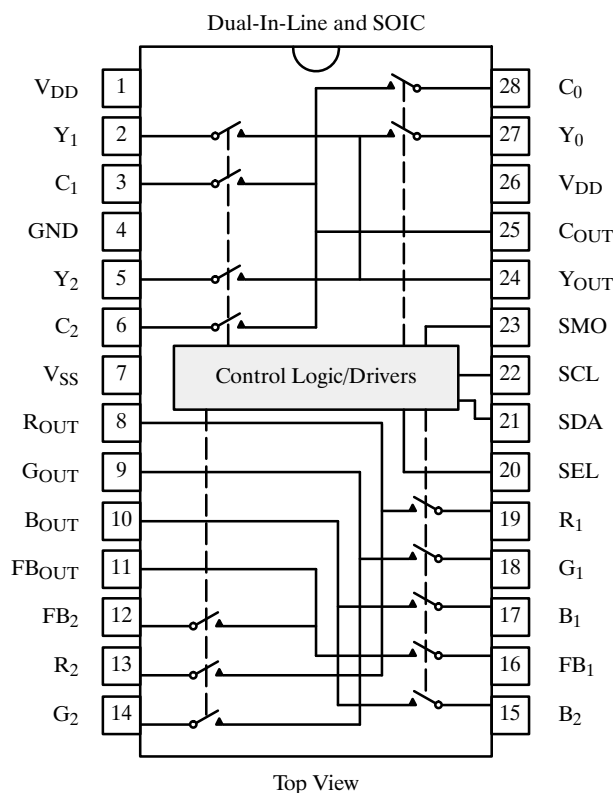 Dual-In-Line and SOIC
V_DD 1 28 C_0
Y_1 2 27 Y_0
C_1 3 26 V_DD
GND 4 25 C_OUT
Y_2 5 24 Y_OUT
C_2 6 23 SMO
V_SS 7 Control Logic/Drivers 22 SCL
R_OUT 8 21 SDA
G_OUT 9 20 SEL
B_OUT 10 19 R_1
FB_OUT 11 18 G_1
FB_2 12 17 B_1
R_2 13 16 FB_1
G_2 14 15 B_2
Top View